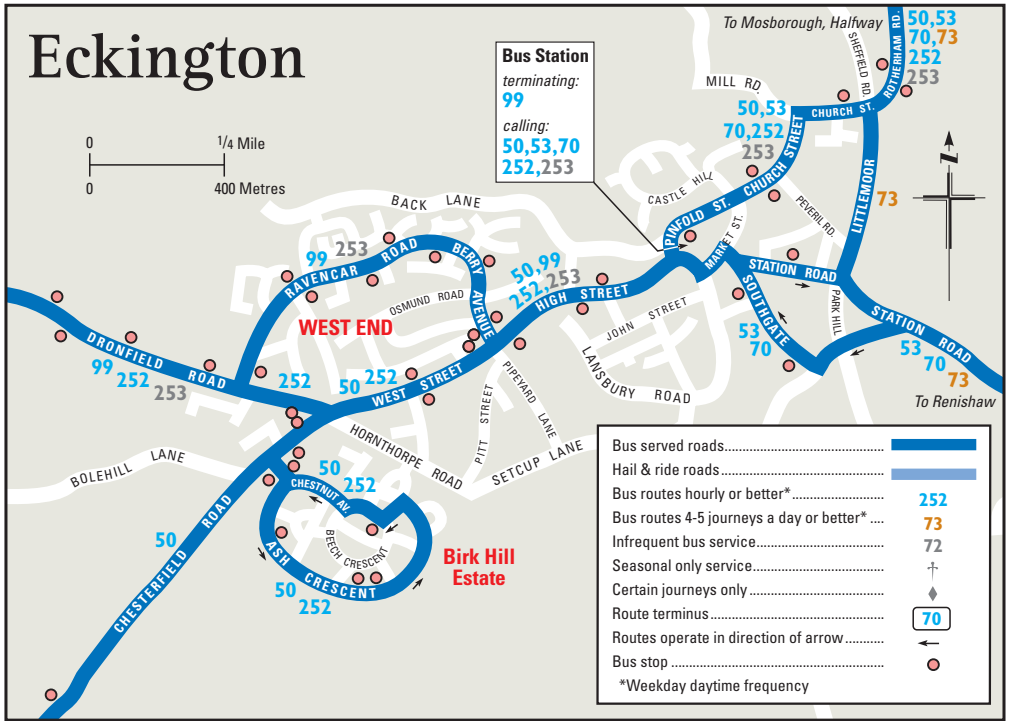 Eckington
0 1/4 Mile
0 400 Metres
Bus Station
terminating:
99
calling:
50,53,70
252,253
To Mosborough, Halfway
50,53
70,73
252
253
SHEFFIELD RD.
ROTHERHAM RD.
MILL RD.
CHURCH ST.
50,53
70,252
253
CHURCH STREET
CASTLE HILL
PINFOLD ST.
MARKET ST.
PEVERIL RD.
LITTLEMOOR
73
STATION ROAD
PARK HILL
STATION ROAD
53
70
73
To Renishaw
SOUTHGATE
53
70
N
BACK LANE
99 253
RAVENCAR ROAD
BERRY AVENUE
OSMUND ROAD
WEST END
50,99
252,253
HIGH STREET
JOHN STREET
LANSBURY ROAD
DRONFIELD ROAD
99
252
253
252
50 252
WEST STREET
PIPEYARD LANE
PITT STREET
SETCUP LANE
HORNTHORPE ROAD
BOLEHILL LANE
50
252
CHESTNUT AV.
BEECH CRESCENT
Birk Hill
Estate
ASH CRESCENT
50
252
50
CHESTERFIELD ROAD
Bus served roads
Hail & ride roads
Bus routes hourly or better* 252
Bus routes 4-5 journeys a day or better* 73
Infrequent bus service 72
Seasonal only service †
Certain journeys only ♦
Route terminus 70
Routes operate in direction of arrow
Bus stop
*Weekday daytime frequency